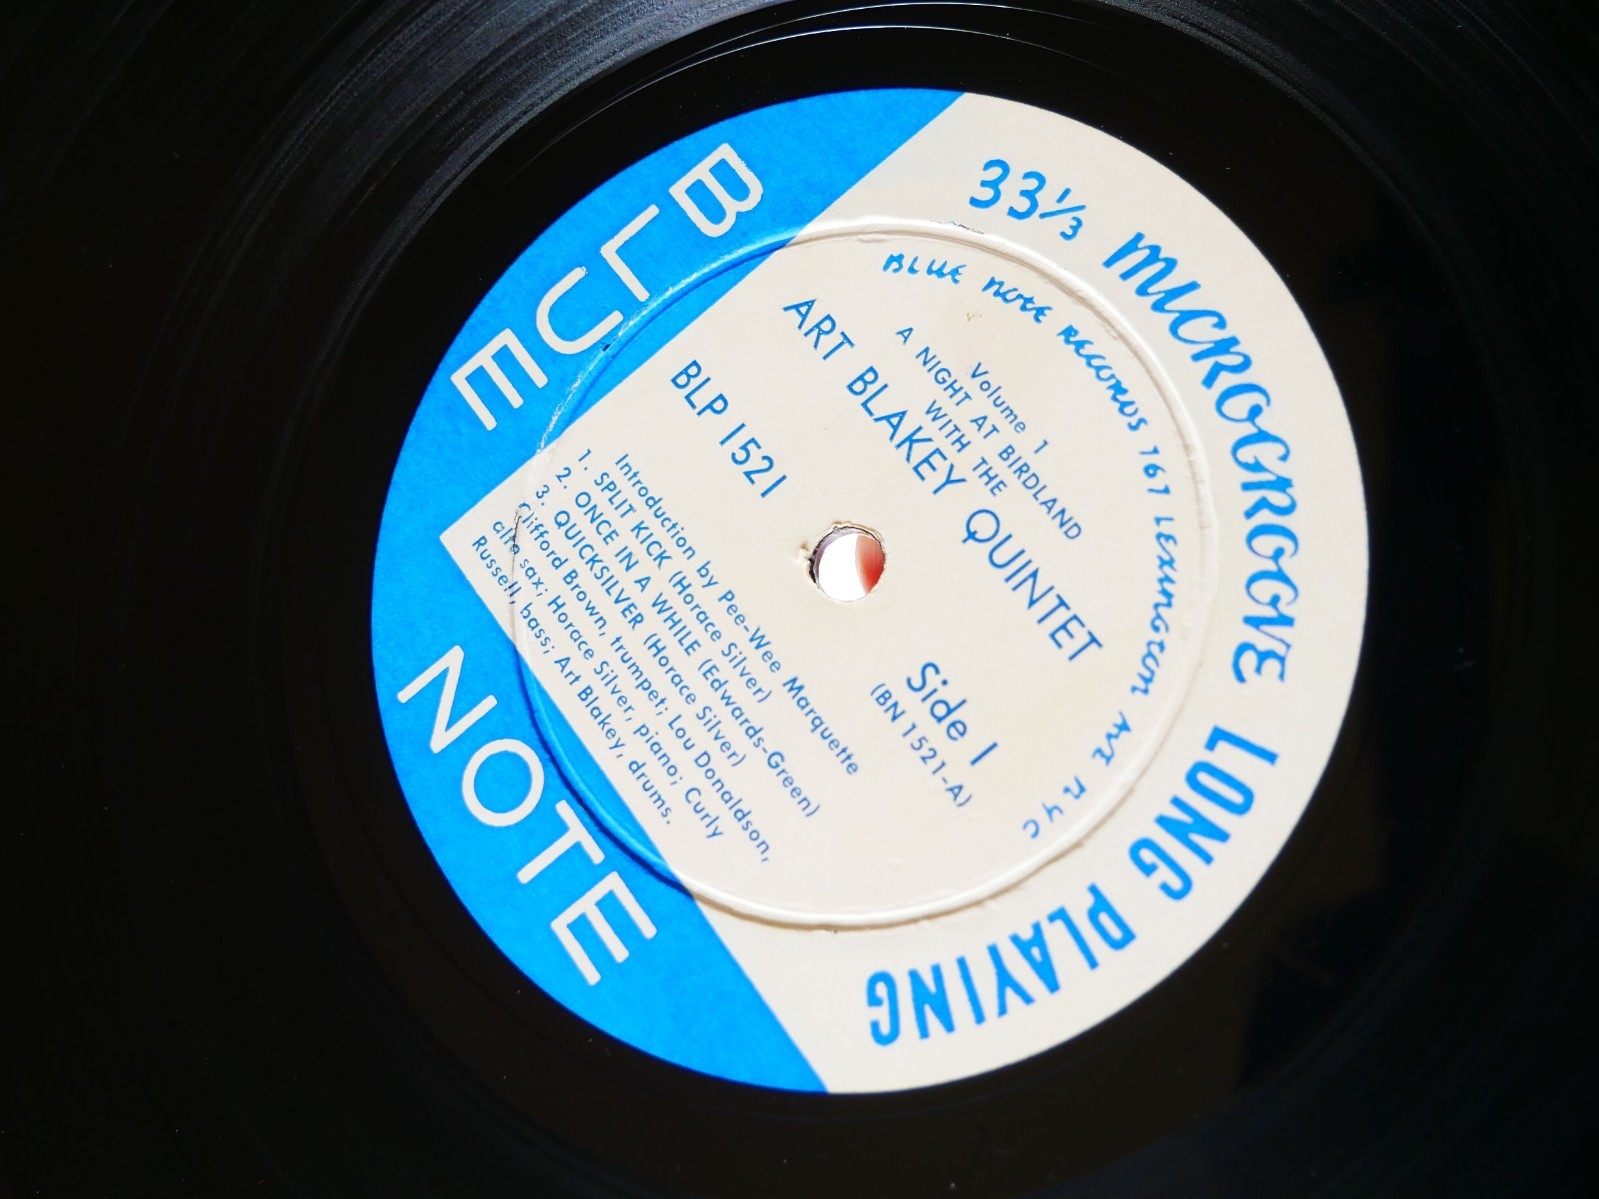 33⅓ MICROGROOVE LONG PLAYING
BLUE NOTE RECORDS 767 LEXINGTON AVE NYC
BLUE
NOTE
Volume 1
A NIGHT AT BIRDLAND
WITH THE
ART BLAKEY QUINTET
BLP 1521
Side 1
(BN 1521-A)
Introduction by Pee-Wee Marquette
1. SPLIT KICK (Horace Silver)
2. ONCE IN A WHILE (Edwards-Green)
3. QUICKSILVER (Horace Silver)
Clifford Brown, trumpet; Lou Donaldson,
alto sax; Horace Silver, piano; Curly
Russell, bass; Art Blakey, drums.